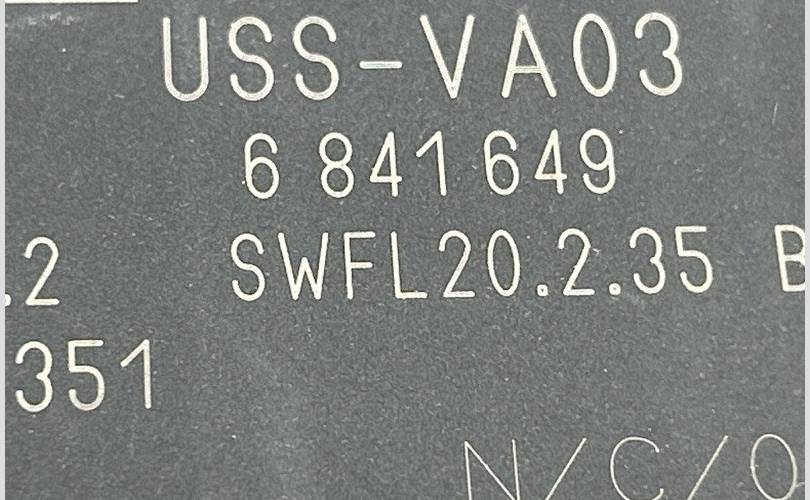 USS-VA03
6 841 649
.2 SWFL20.2.35 B
351
N/C/O